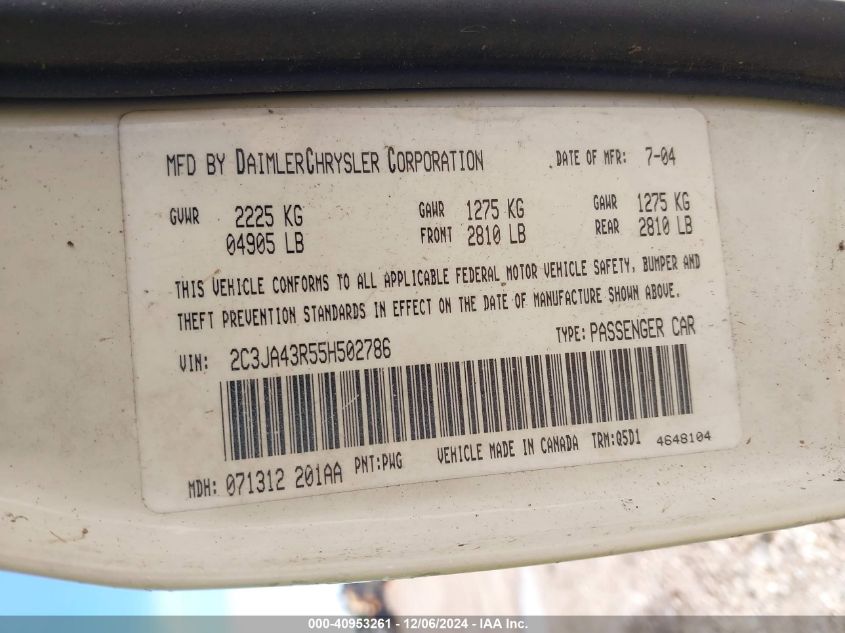 MFD BY DAIMLERCHRYSLER CORPORATION DATE OF MFR: 7-04
GVWR 2225 KG GAWR 1275 KG GAWR 1275 KG
04905 LB FRONT 2810 LB REAR 2810 LB
THIS VEHICLE CONFORMS TO ALL APPLICABLE FEDERAL MOTOR VEHICLE SAFETY, BUMPER AND
THEFT PREVENTION STANDARDS IN EFFECT ON THE DATE OF MANUFACTURE SHOWN ABOVE.
VIN: 2C3JA43R55H502786 TYPE: PASSENGER CAR
MDH: 071312 201AA PNT:PWG VEHICLE MADE IN CANADA TRM:Q5D1 4648104
000-40953261 - 12/06/2024 - IAA Inc.